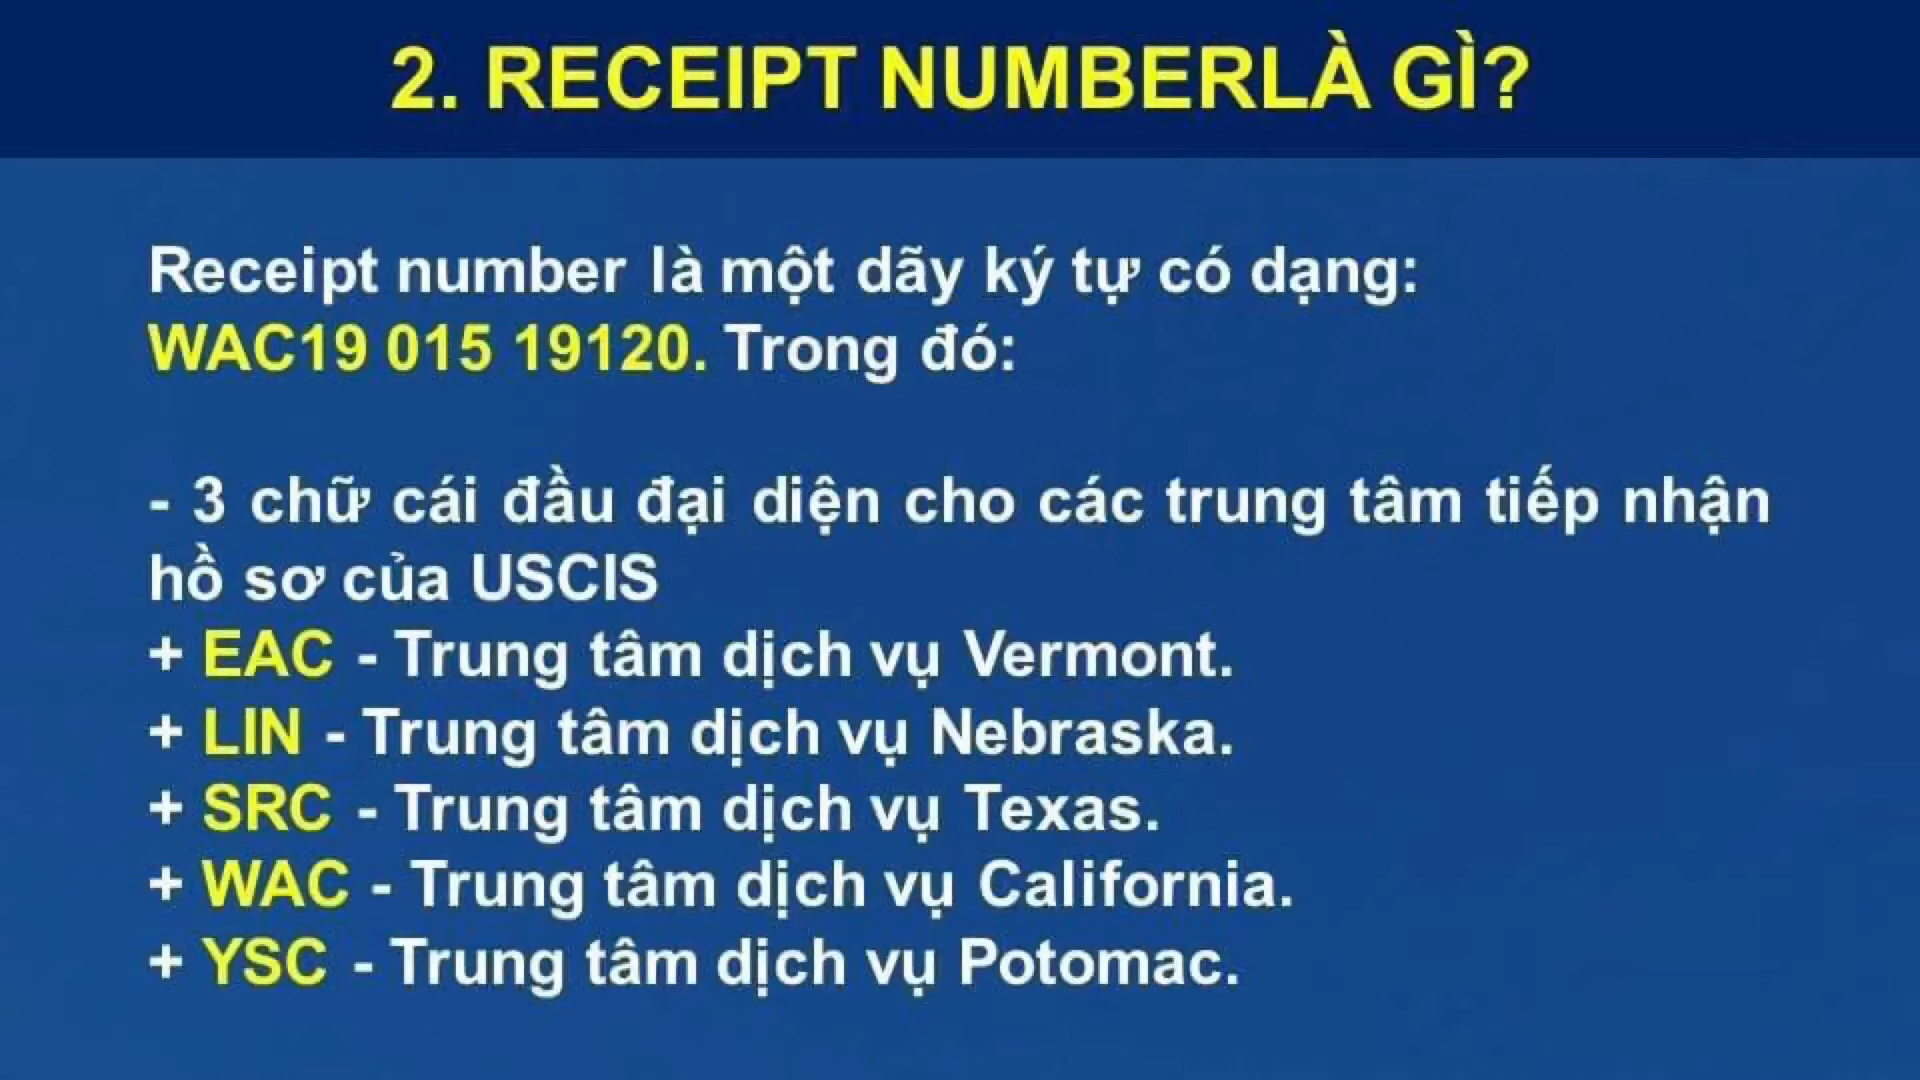 2. RECEIPT NUMBERLÀ GÌ?
Receipt number là một dãy ký tự có dạng:
WAC19 015 19120. Trong đó:
- 3 chữ cái đầu đại diện cho các trung tâm tiếp nhận
hồ sơ của USCIS
+ EAC - Trung tâm dịch vụ Vermont.
+ LIN - Trung tâm dịch vụ Nebraska.
+ SRC - Trung tâm dịch vụ Texas.
+ WAC - Trung tâm dịch vụ California.
+ YSC - Trung tâm dịch vụ Potomac.